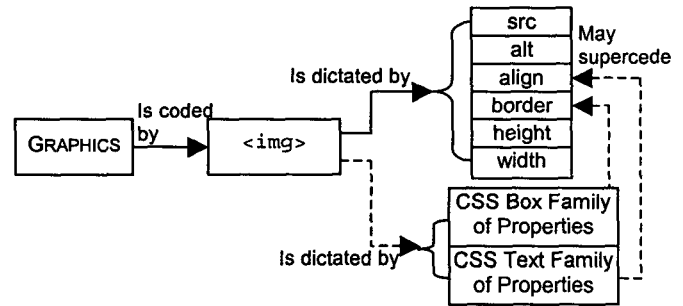 GRAPHICS
Is coded
by
<img>
Is dictated by
src
alt
align
border
height
width
May
supercede
Is dictated by
CSS Box Family
of Properties
CSS Text Family
of Properties